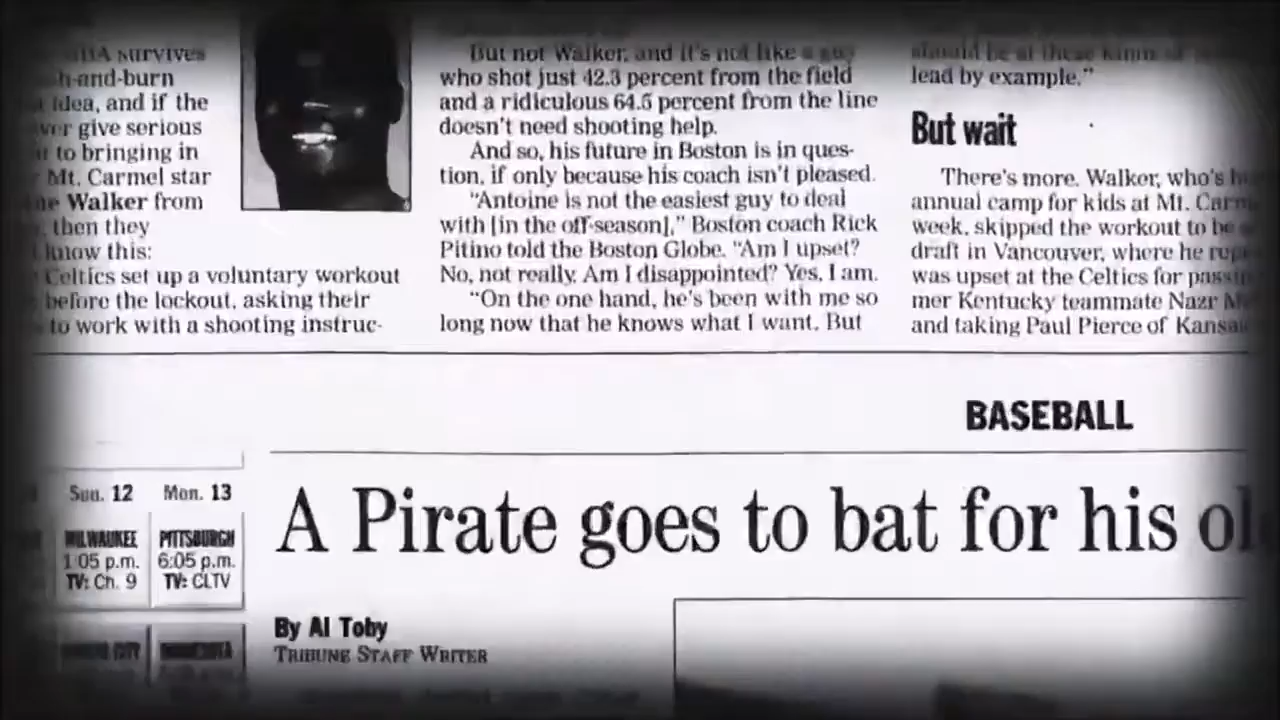 survives
-and-burn
idea, and if the
give serious
to bringing in
Mt. Carmel star
Walker from
then they
know this:
Celtics set up a voluntary workout
before the lockout, asking their
to work with a shooting instruc-
But not Walker, and it's not like a guy
who shot just 42.3 percent from the field
and a ridiculous 64.5 percent from the line
doesn't need shooting help.
And so, his future in Boston is in ques-
tion, if only because his coach isn't pleased.
"Antoine is not the easiest guy to deal
with [in the off-season]," Boston coach Rick
Pitino told the Boston Globe. "Am I upset?
No, not really. Am I disappointed? Yes, I am.
"On the one hand, he's been with me so
long now that he knows what I want. But
should be at these kinds of
lead by example."
But wait
There's more. Walker, who's
annual camp for kids at Mt.
week, skipped the workout to be
draft in Vancouver, where he
was upset at the Celtics for
mer Kentucky teammate Nazr
and taking Paul Pierce of
BASEBALL
Sun. 12 Mon. 13
MILWAUKEE
1:05 p.m.
TV: Ch. 9
PITTSBURGH
6:05 p.m.
TV: CLTV
A Pirate goes to bat for his
By Al Toby
TRIBUNE STAFF WRITER